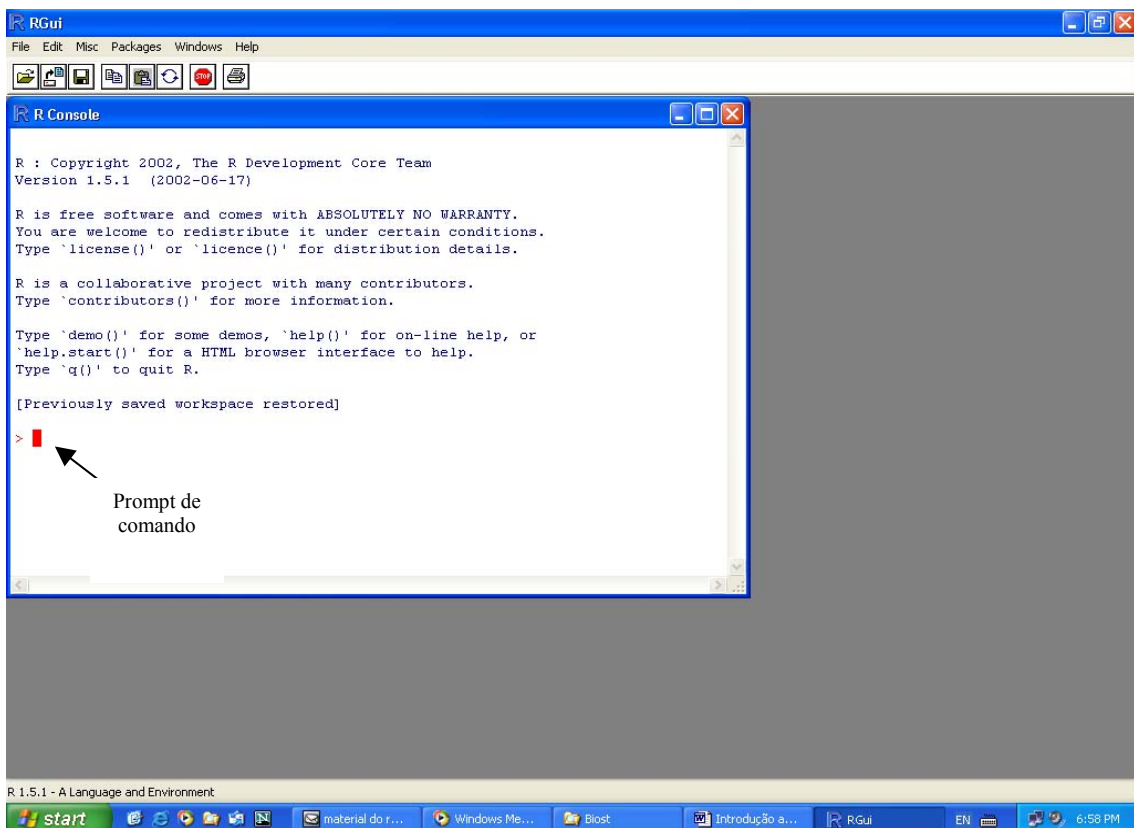 RGui
File Edit Misc Packages Windows Help
STOP
R Console
R : Copyright 2002, The R Development Core Team
Version 1.5.1 (2002-06-17)
R is free software and comes with ABSOLUTELY NO WARRANTY.
You are welcome to redistribute it under certain conditions.
Type `license()' or `licence()' for distribution details.
R is a collaborative project with many contributors.
Type `contributors()' for more information.
Type `demo()' for some demos, `help()' for on-line help, or
`help.start()' for a HTML browser interface to help.
Type `q()' to quit R.
[Previously saved workspace restored]
>
Prompt de
comando
R 1.5.1 - A Language and Environment
start N material do r... Windows Me... Biost Introdução a... RGui EN 6:58 PM